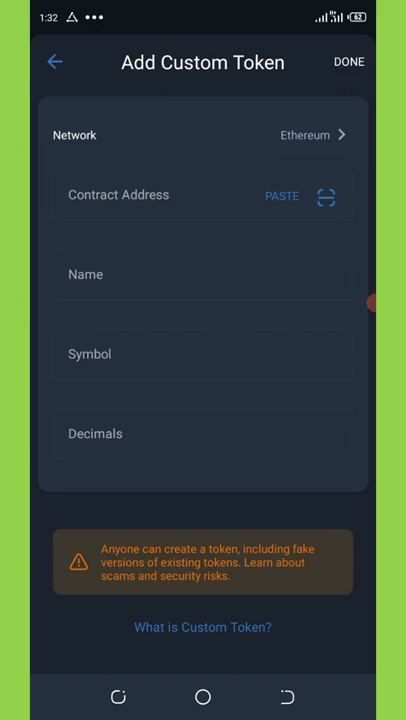 1:32
62
Add Custom Token
DONE
Network
Ethereum
Contract Address
PASTE
Name
Symbol
Decimals
Anyone can create a token, including fake
versions of existing tokens. Learn about
scams and security risks.
What is Custom Token?